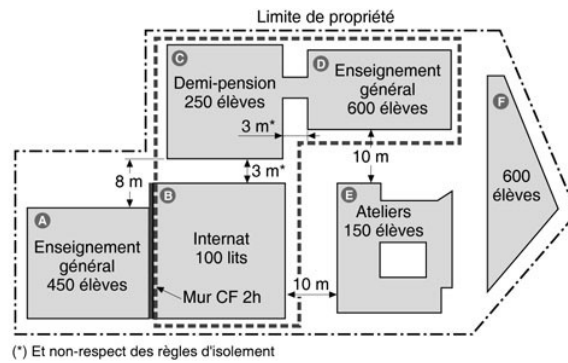 Limite de propriété
C
Demi-pension
250 élèves
D
Enseignement
général
600 élèves
F
600
élèves
3 m*
8 m
3 m*
10 m
A
Enseignement
général
450 élèves
B
Internat
100 lits
Mur CF 2h
10 m
E
Ateliers
150 élèves
(*) Et non-respect des règles d'isolement